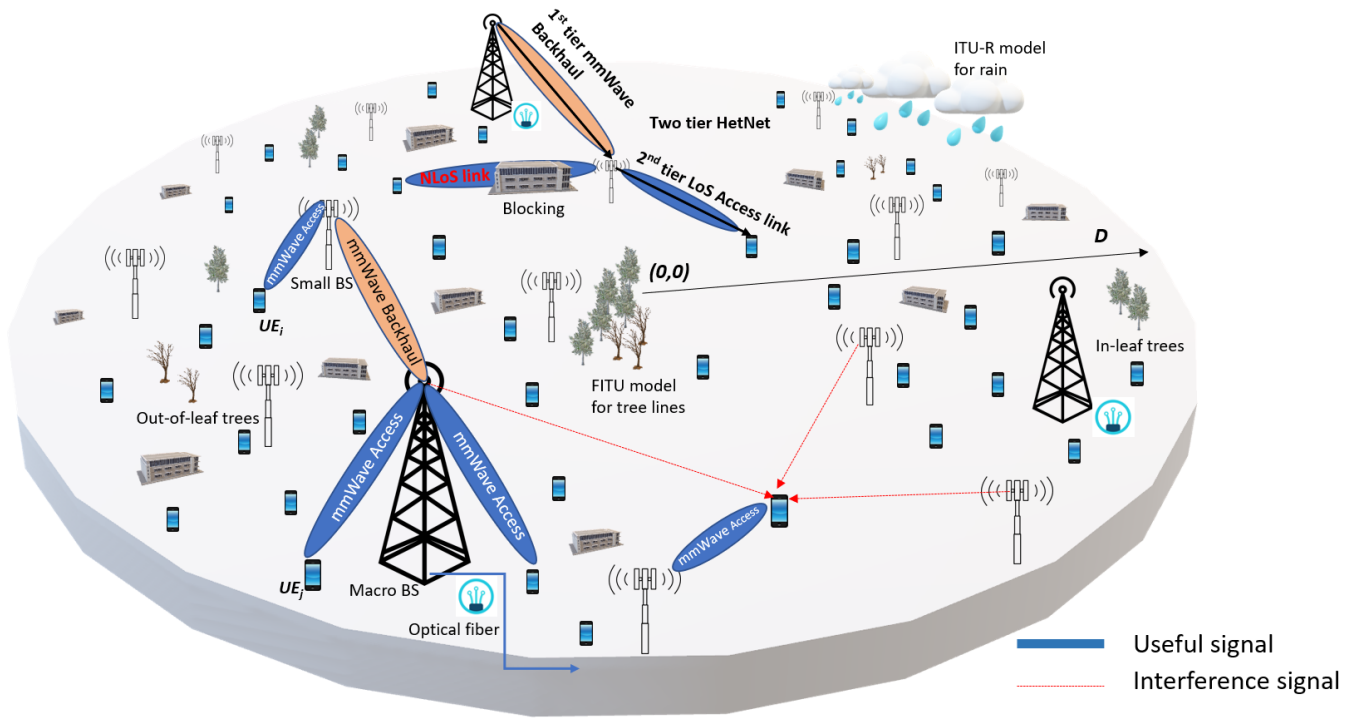 1st tier mmWave
Backhaul
ITU-R model
for rain
Two tier HetNet
NLoS link
2nd tier LoS Access link
Blocking
mmWave Access
Small BS
mmWave Backhaul
(0,0)
D
UEi
In-leaf trees
FITU model
for tree lines
Out-of-leaf trees
mmWave Access
mmWave Access
mmWave Access
UEj
Macro BS
Optical fiber
Useful signal
Interference signal